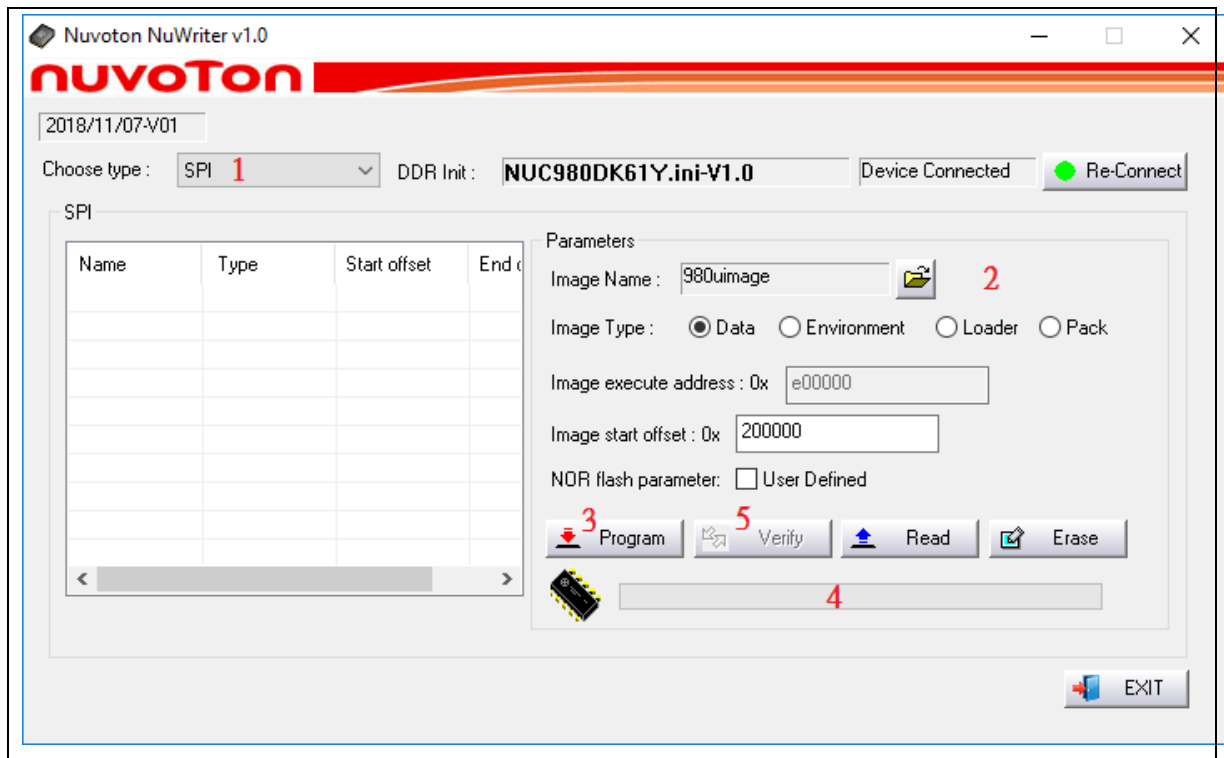 Nuvoton NuWriter v1.0
nuvoTon
2018/11/07-V01
Choose type : SPI 1 DDR Init : NUC980DK61Y.ini-V1.0 Device Connected Re-Connect
SPI
Name Type Start offset End
Parameters
Image Name : 980uimage 2
Image Type : Data Environment Loader Pack
Image execute address : 0x e00000
Image start offset : 0x 200000
NOR flash parameter: User Defined
3 Program 5 Verify Read Erase
4
EXIT